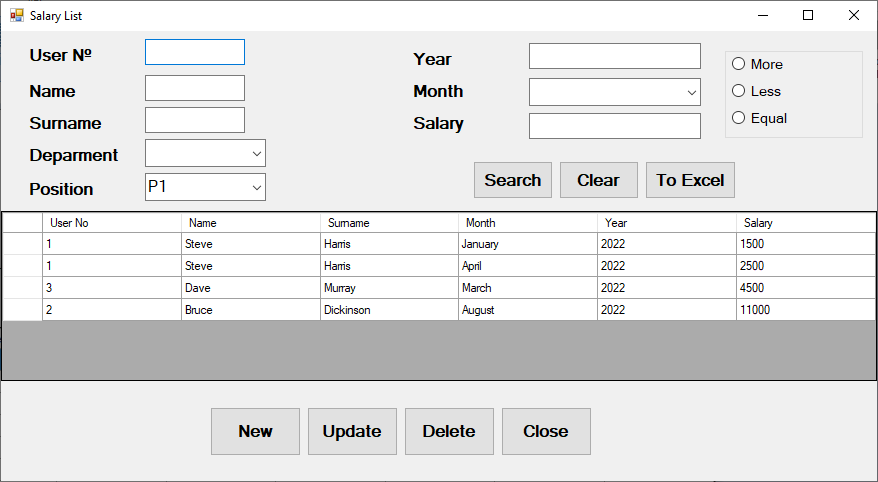 Salary List
User Nº
Name
Surname
Deparment
Position P1
Year
Month
Salary
More
Less
Equal
Search Clear To Excel
User No Name Surname Month Year Salary
1 Steve Harris January 2022 1500
1 Steve Harris April 2022 2500
3 Dave Murray March 2022 4500
2 Bruce Dickinson August 2022 11000
New Update Delete Close